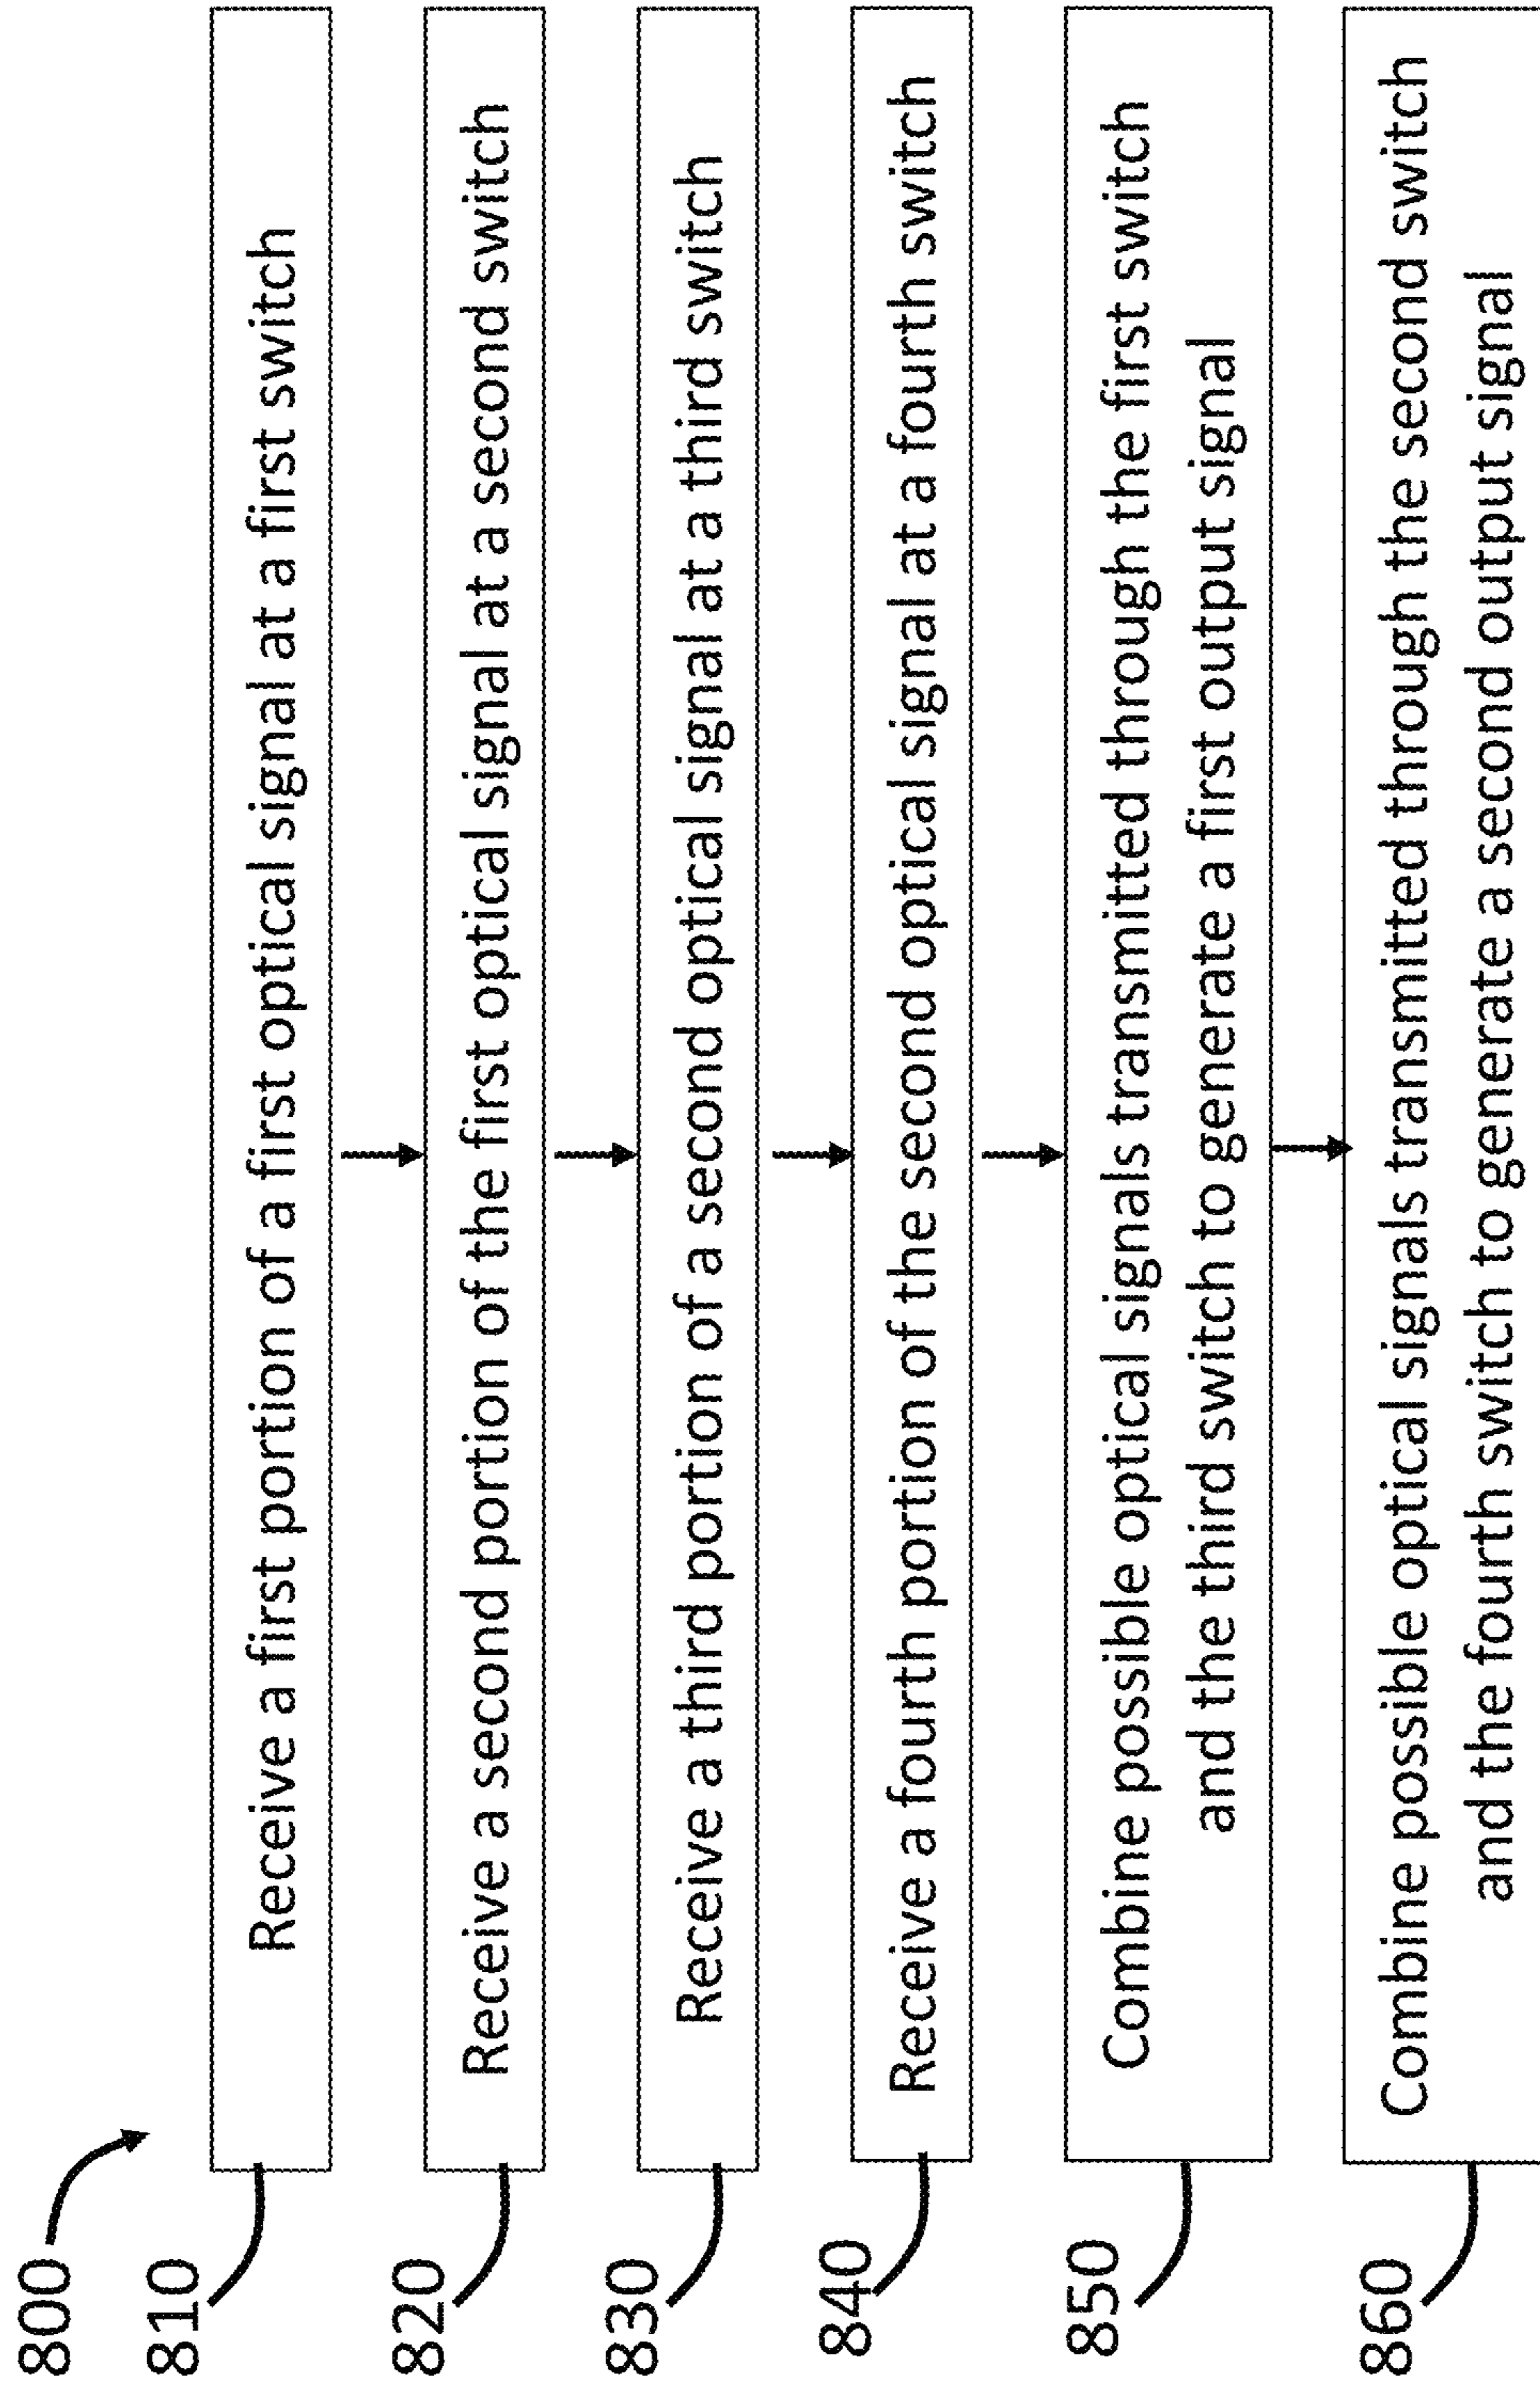 800
810
Receive a first portion of a first optical signal at a first switch
820
Receive a second portion of the first optical signal at a second switch
830
Receive a third portion of a second optical signal at a third switch
840
Receive a fourth portion of the second optical signal at a fourth switch
850
Combine possible optical signals transmitted through the first switch
and the third switch to generate a first output signal
860
Combine possible optical signals transmitted through the second switch
and the fourth switch to generate a second output signal